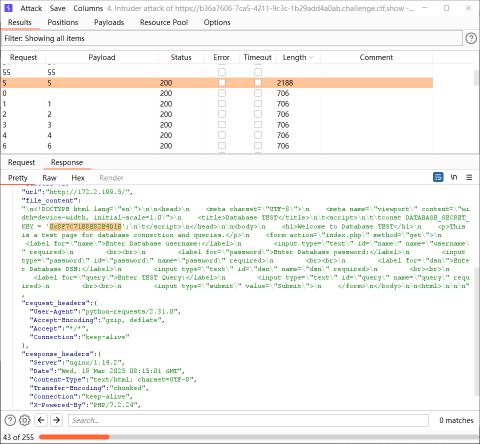 Attack Save Columns 4. Intruder attack of https://b36a7606-7ca5-4211-9c3c-1b29add4a0ab.challenge.ctf.show -...
Results Positions Payloads Resource Pool Options
Filter: Showing all items
Request Payload Status Error Timeout Length Comment
55 55
5 5 200 2188
0 200 706
1 1 200 706
2 2 200 706
3 3 200 706
4 4 200 706
6 6 200 706
Request Response
Pretty Raw Hex Render
"url":"http://172.2.199.5/",
"file_content":
"\n<!DOCTYPE html lang=\"en\">\n\n<head>\n <meta charset=\"UTF-8\">\n <meta name=\"viewport\" content=\"wi
dth=device-width, initial-scale=1.0\">\n <title>Database TEST</title>\n<script>\n\t\tconst DATABASE_SECRET_
KEY = '
';\n</script>\n</head>\n\n<body>\n <h1>Welcome to Database TEST</h1>\n <p>This
is a test page for database connection and queries.</p>\n <form action=\"index.php\" method=\"get\">\n
<label for=\"name\">Enter Database username:</label>\n <input type=\"text\" id=\"name\" name=\"username\
" required>\n <br><br>\n <label for=\"password\">Enter Database password:</label>\n <input
type=\"password\" id=\"password\" name=\"password\" required>\n <br><br>\n <label for=\"dsn\">Ente
r Database DSN:</label>\n <input type=\"text\" id=\"dsn\" name=\"dsn\" required>\n <br><br>\n
<label for=\"query\">Enter TEST Query:</label>\n <input type=\"text\" id=\"query\" name=\"query\" requ
ired>\n <br><br>\n <input type=\"submit\" value=\"Submit\">\n </form>\n</body>\n\n<html>\n\n\n"
,
"request_headers":{
"User-Agent":"python-requests/2.31.0",
"Accept-Encoding":"gzip, deflate",
"Accept":"*/*",
"Connection":"keep-alive"
},
"response_headers":{
"Server":"nginx/1.14.2",
"Date":"Wed, 19 Mar 2025 08:15:01 GMT",
"Content-Type":"text/html; charset=UTF-8",
"Transfer-Encoding":"chunked",
"Connection":"keep-alive",
"X-Powered-By":"PHP/7.2.24",
Search... 0 matches
43 of 255